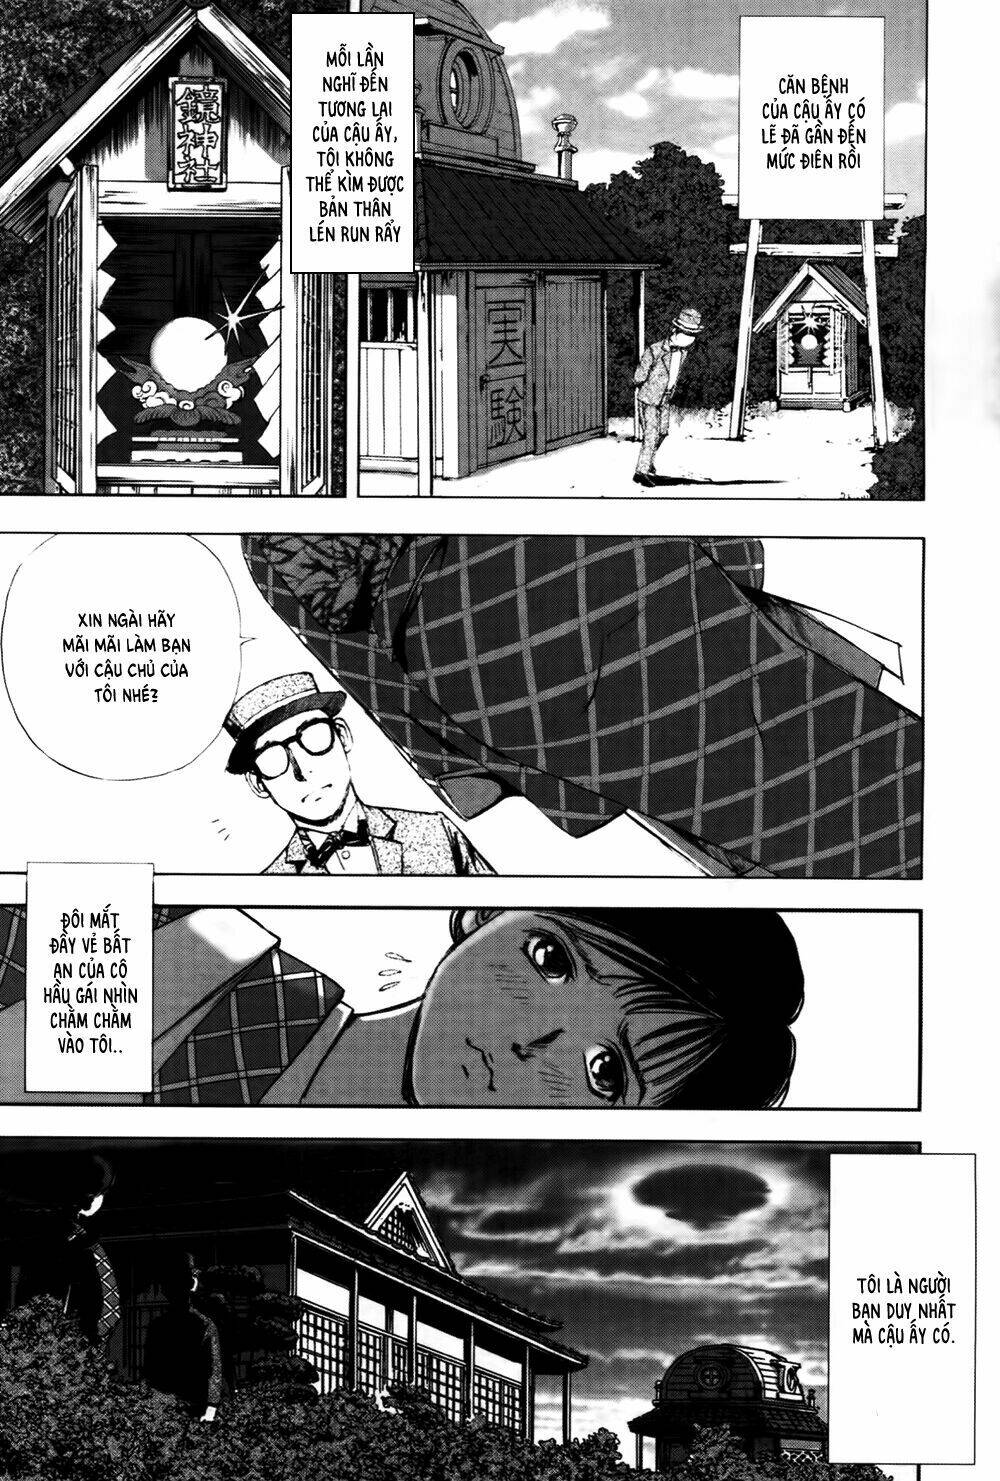 CĂN BỆNH
CỦA CẬU ẤY CÓ
LẼ ĐÃ GẦN ĐẾN
MỨC ĐIÊN RỒI
MỖI LẦN
NGHĨ ĐẾN
TƯƠNG LAI
CỦA CẬU ẤY,
TÔI KHÔNG
THỂ KÌM ĐƯỢC
BẢN THÂN
LÉN RUN RẨY
鏡神社
実験
XIN NGÀI HÃY
MÃI MÃI LÀM BẠN
VỚI CẬU CHỦ CỦA
TÔI NHÉ?
ĐÔI MẮT
ĐẦY VẺ BẤT
AN CỦA CÔ
HẦU GÁI NHÌN
CHẰM CHẰM
VÀO TÔI..
TÔI LÀ NGƯỜI
BẠN DUY NHẤT
MÀ CẬU ẤY CÓ.